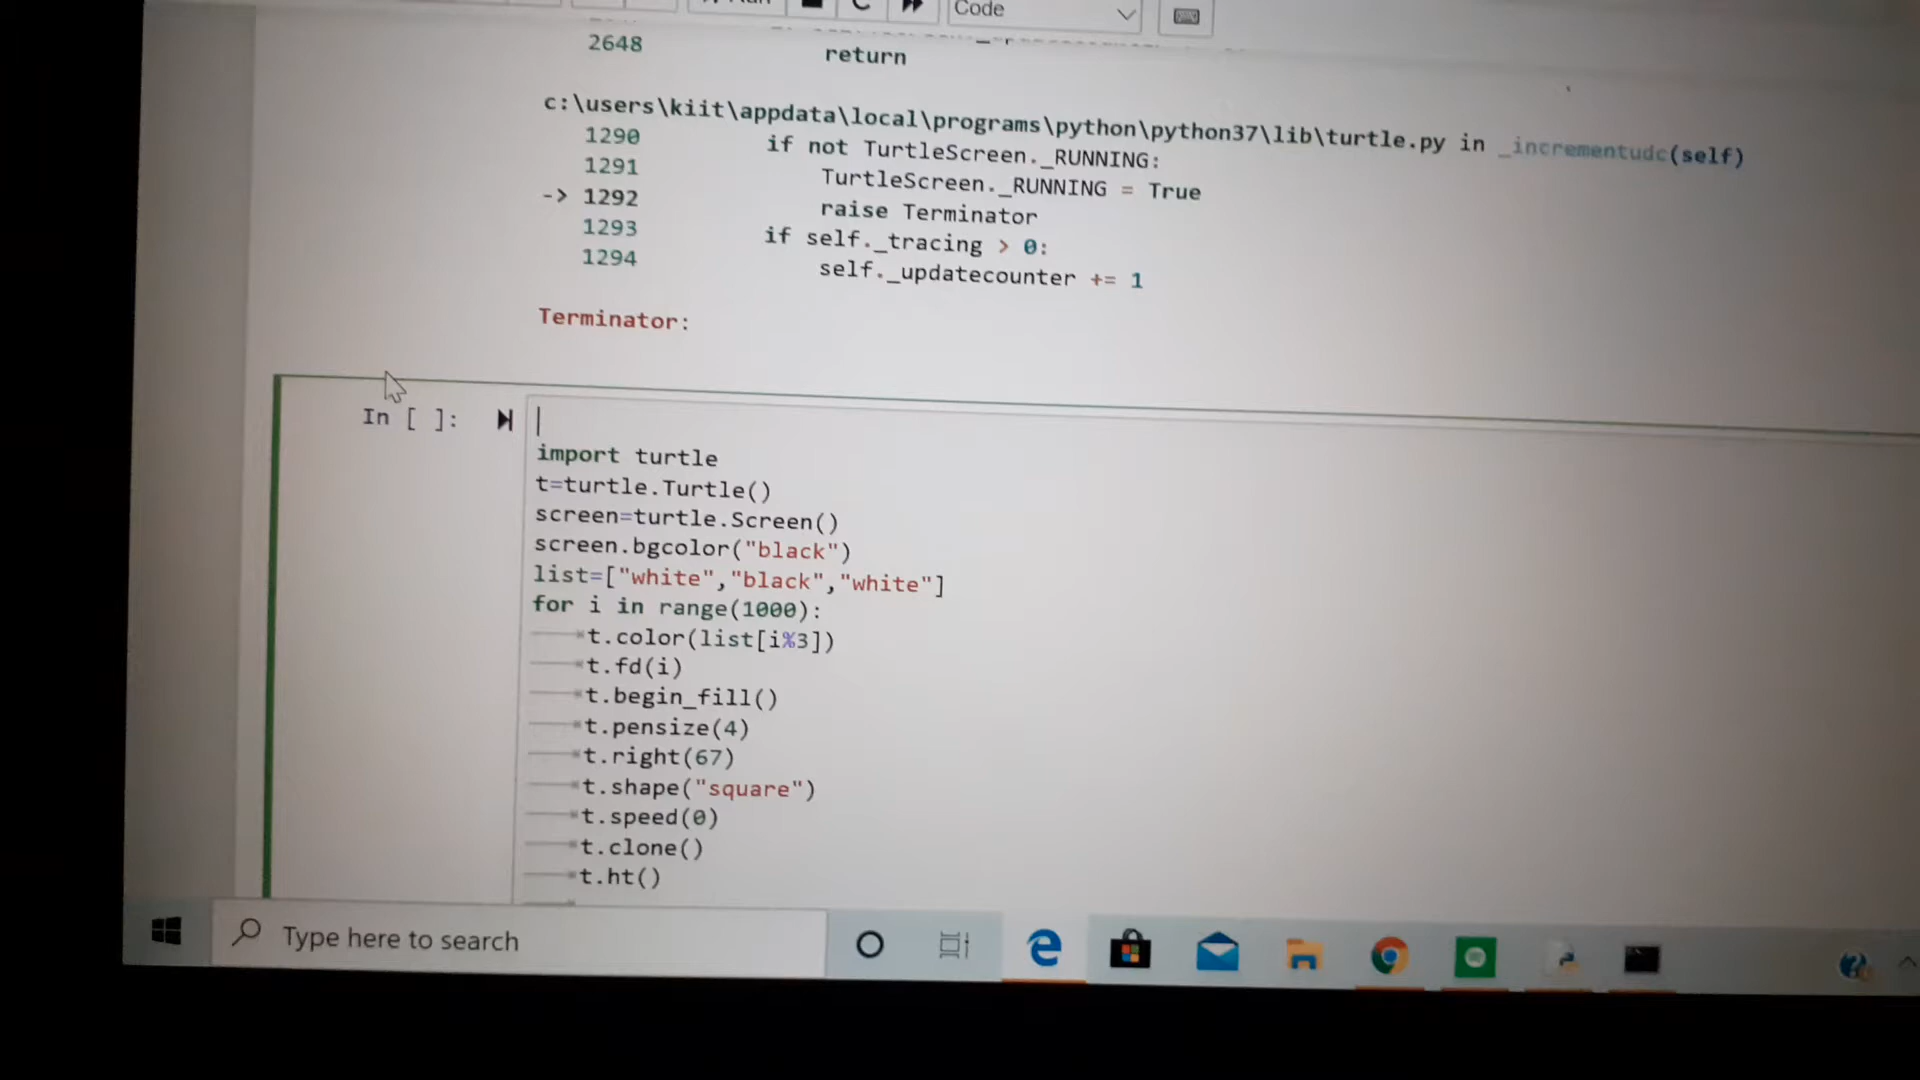 Code
2648 return
c:\users\kiit\appdata\local\programs\python\python37\lib\turtle.py in _incrementudc(self)
1290 if not TurtleScreen._RUNNING:
1291 TurtleScreen._RUNNING = True
-> 1292 raise Terminator
1293 if self._tracing > 0:
1294 self._updatecounter += 1
Terminator:
In [ ]:
import turtle
t=turtle.Turtle()
screen=turtle.Screen()
screen.bgcolor("black")
list=["white","black","white"]
for i in range(1000):
t.color(list[i%3])
t.fd(i)
t.begin_fill()
t.pensize(4)
t.right(67)
t.shape("square")
t.speed(0)
t.clone()
t.ht()
Type here to search